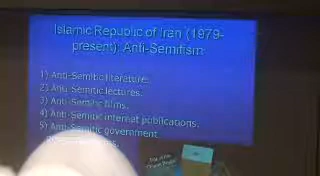 Islamic Republic of Iran (1979-
present): Anti-Semitism
1) Anti-Semitic literature.
2) Anti-Semitic lectures.
3) Anti-Semitic films.
4) Anti-Semitic internet publications.
5) Anti-Semitic government